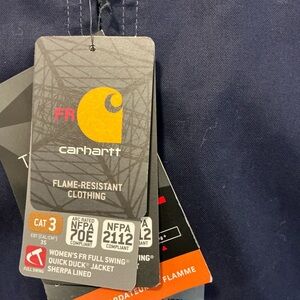 FR
carhartt
FLAME-RESISTANT
CLOTHING
CAT 3
ARC RATED
NFPA
70E
COMPLIANT
NFPA
2112
COMPLIANT
FULL SWING
WOMEN'S FR FULL SWING®
QUICK DUCK® JACKET
SHERPA LINED
FLAMME